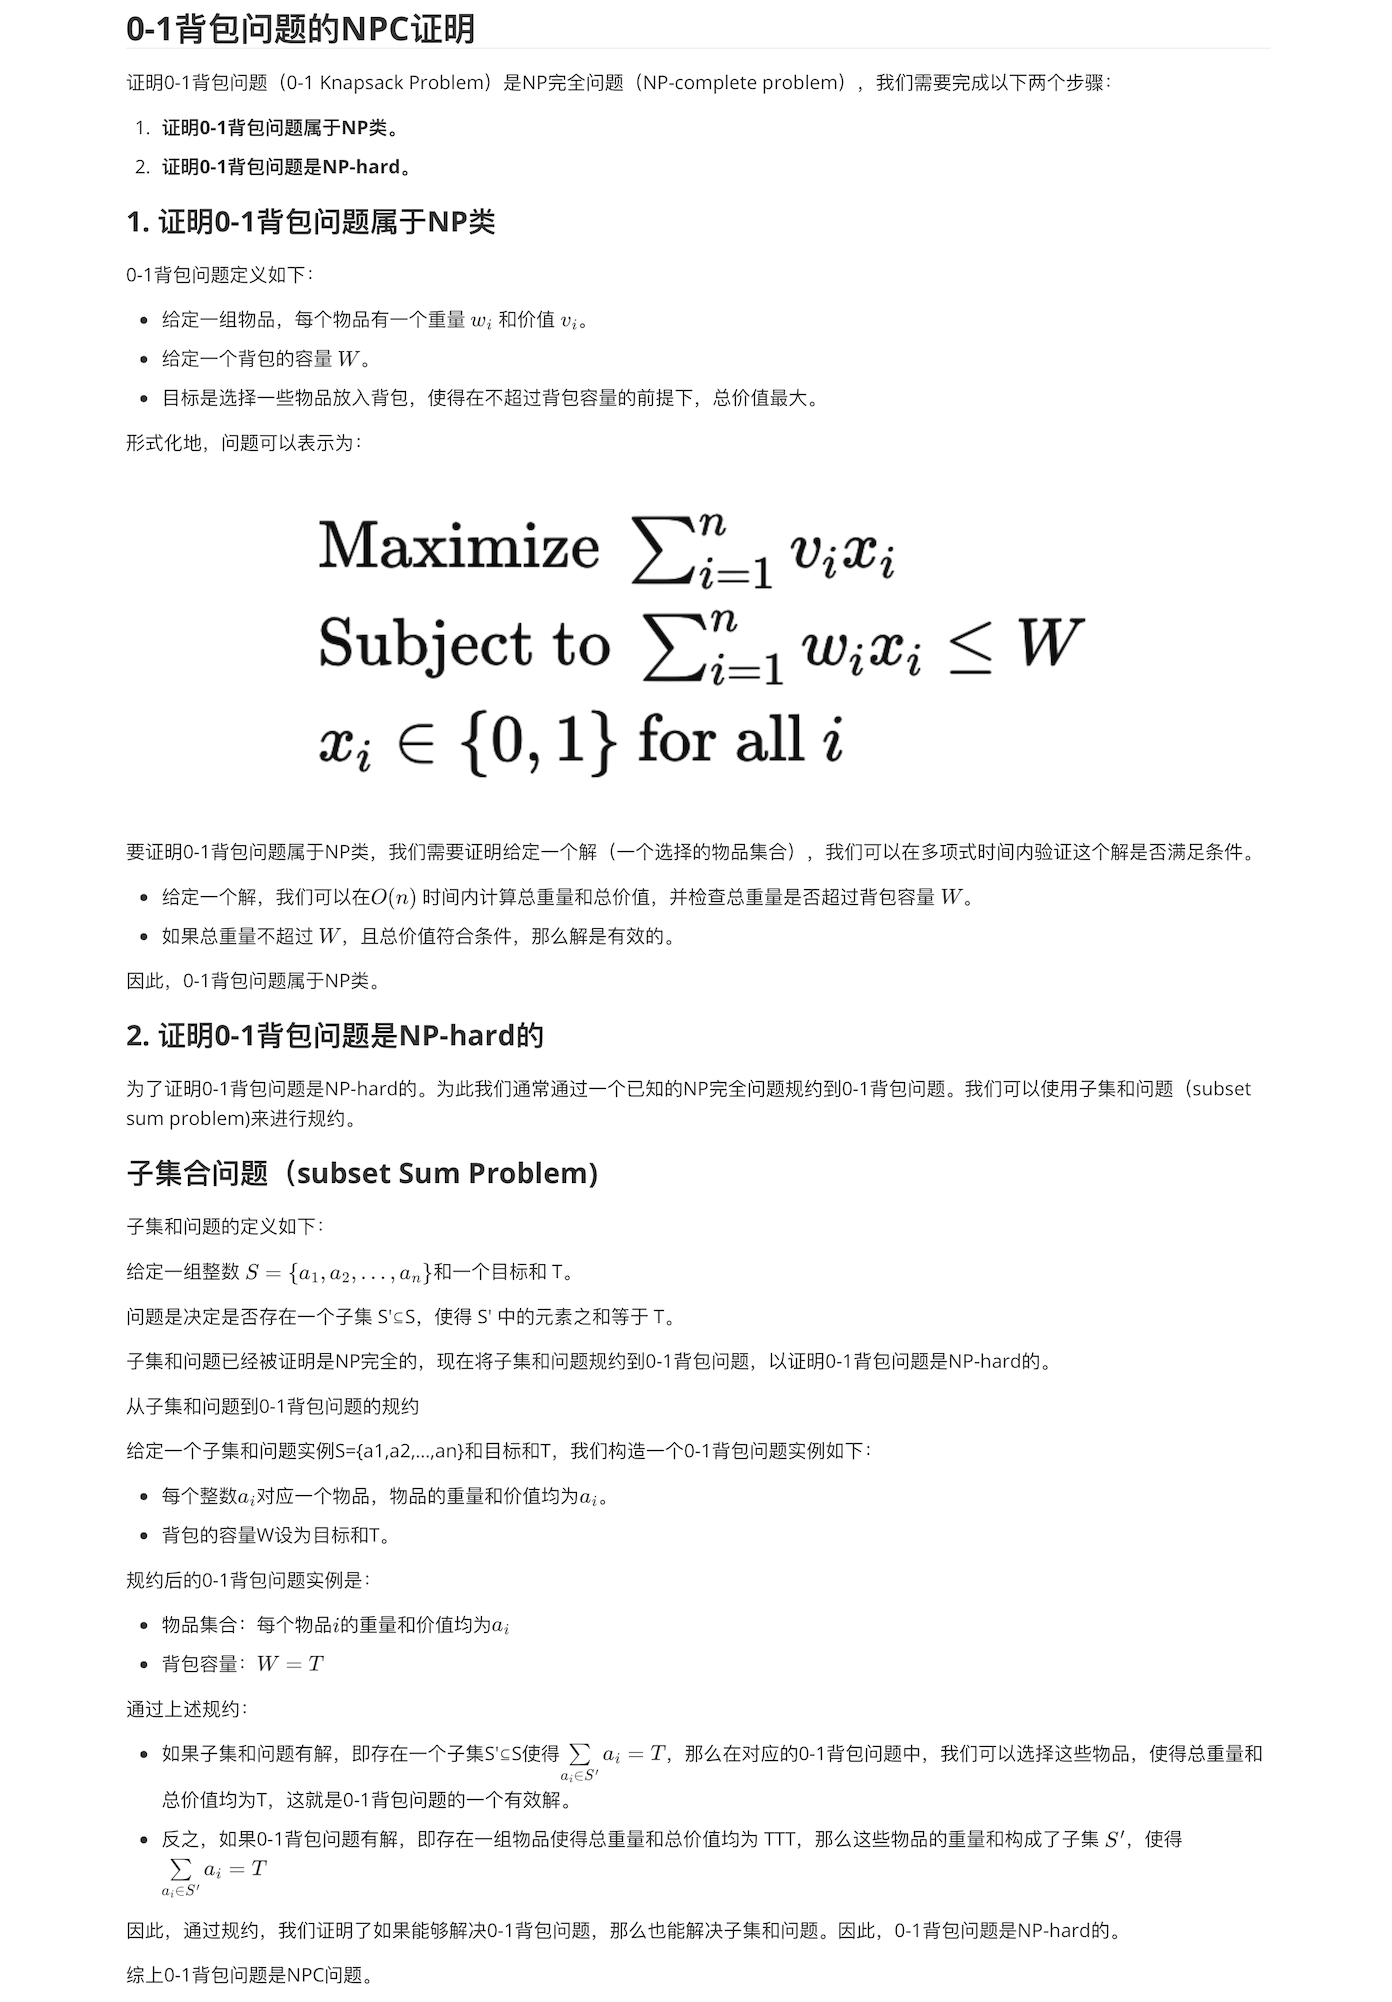 0-1背包问题的NPC证明
证明0-1背包问题（0-1 Knapsack Problem）是NP完全问题（NP-complete problem），我们需要完成以下两个步骤：
1. 证明0-1背包问题属于NP类。
2. 证明0-1背包问题是NP-hard。
1. 证明0-1背包问题属于NP类
0-1背包问题定义如下：
• 给定一组物品，每个物品有一个重量 w_i 和价值 v_i。
• 给定一个背包的容量 W。
• 目标是选择一些物品放入背包，使得在不超过背包容量的前提下，总价值最大。
形式化地，问题可以表示为：
Maximize ∑_{i=1}^{n} v_i x_i
Subject to ∑_{i=1}^{n} w_i x_i ≤ W
x_i ∈ {0, 1} for all i
要证明0-1背包问题属于NP类，我们需要证明给定一个解（一个选择的物品集合），我们可以在多项式时间内验证这个解是否满足条件。
• 给定一个解，我们可以在O(n) 时间内计算总重量和总价值，并检查总重量是否超过背包容量 W。
• 如果总重量不超过 W，且总价值符合条件，那么解是有效的。
因此，0-1背包问题属于NP类。
2. 证明0-1背包问题是NP-hard的
为了证明0-1背包问题是NP-hard的。为此我们通常通过一个已知的NP完全问题规约到0-1背包问题。我们可以使用子集和问题（subset
sum problem)来进行规约。
子集合问题（subset Sum Problem)
子集和问题的定义如下：
给定一组整数 S = {a_1, a_2, …, a_n}和一个目标和 T。
问题是决定是否存在一个子集 S'⊆S，使得 S' 中的元素之和等于 T。
子集和问题已经被证明是NP完全的，现在将子集和问题规约到0-1背包问题，以证明0-1背包问题是NP-hard的。
从子集和问题到0-1背包问题的规约
给定一个子集和问题实例S={a1,a2,...,an}和目标和T，我们构造一个0-1背包问题实例如下：
• 每个整数a_i对应一个物品，物品的重量和价值均为a_i。
• 背包的容量W设为目标和T。
规约后的0-1背包问题实例是：
• 物品集合：每个物品i的重量和价值均为a_i
• 背包容量：W = T
通过上述规约：
• 如果子集和问题有解，即存在一个子集S'⊆S使得 ∑_{a_i∈S′} a_i = T，那么在对应的0-1背包问题中，我们可以选择这些物品，使得总重量和
总价值均为T，这就是0-1背包问题的一个有效解。
• 反之，如果0-1背包问题有解，即存在一组物品使得总重量和总价值均为 TTT，那么这些物品的重量和构成了子集 S′，使得
∑_{a_i∈S′} a_i = T
因此，通过规约，我们证明了如果能够解决0-1背包问题，那么也能解决子集和问题。因此，0-1背包问题是NP-hard的。
综上0-1背包问题是NPC问题。